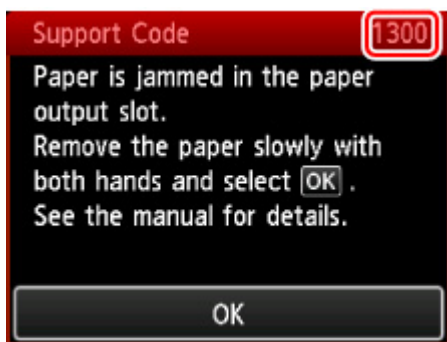 Support Code 1300
Paper is jammed in the paper
output slot.
Remove the paper slowly with
both hands and select OK .
See the manual for details.
OK